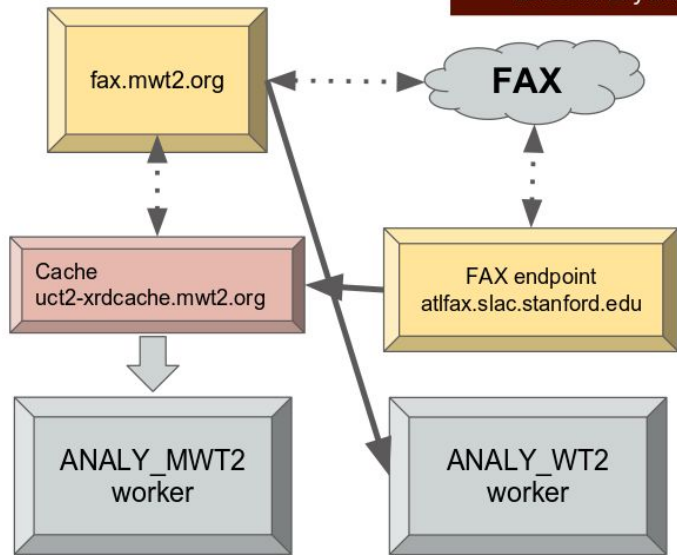 fax.mwt2.org
FAX
Cache
uct2-xrdcache.mwt2.org
FAX endpoint
atlfax.slac.stanford.edu
ANALY_MWT2
worker
ANALY_WT2
worker